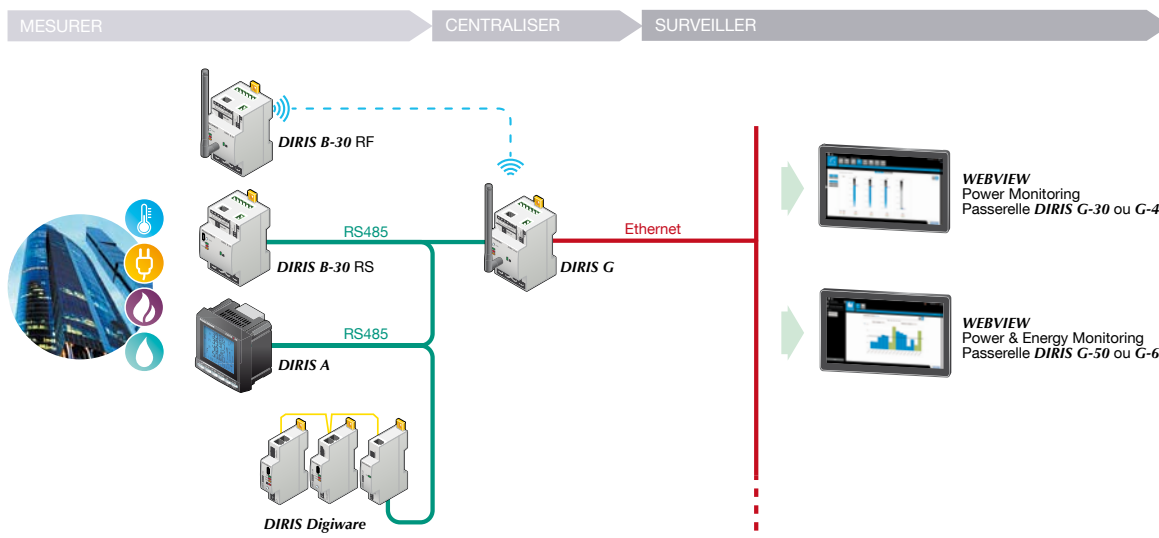 MESURER
CENTRALISER
SURVEILLER
DIRIS B-30 RF
RS485
DIRIS B-30 RS
DIRIS G
Ethernet
RS485
DIRIS A
DIRIS Digiware
WEBVIEW
Power Monitoring
Passerelle DIRIS G-30 ou G-4
WEBVIEW
Power & Energy Monitoring
Passerelle DIRIS G-50 ou G-6